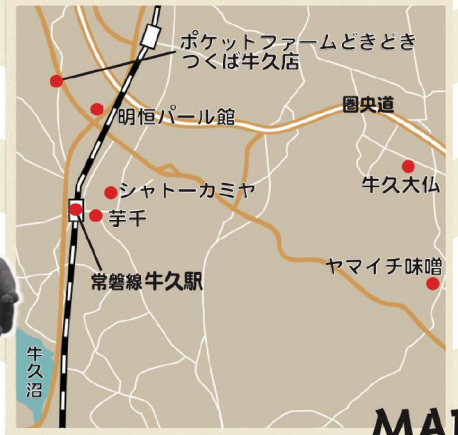 ポケットファームどきどき
つくば牛久店
圏央道
明恒パール館
牛久大仏
シャトーカミヤ
芋千
ヤマイチ味噌
常磐線牛久駅
牛久沼